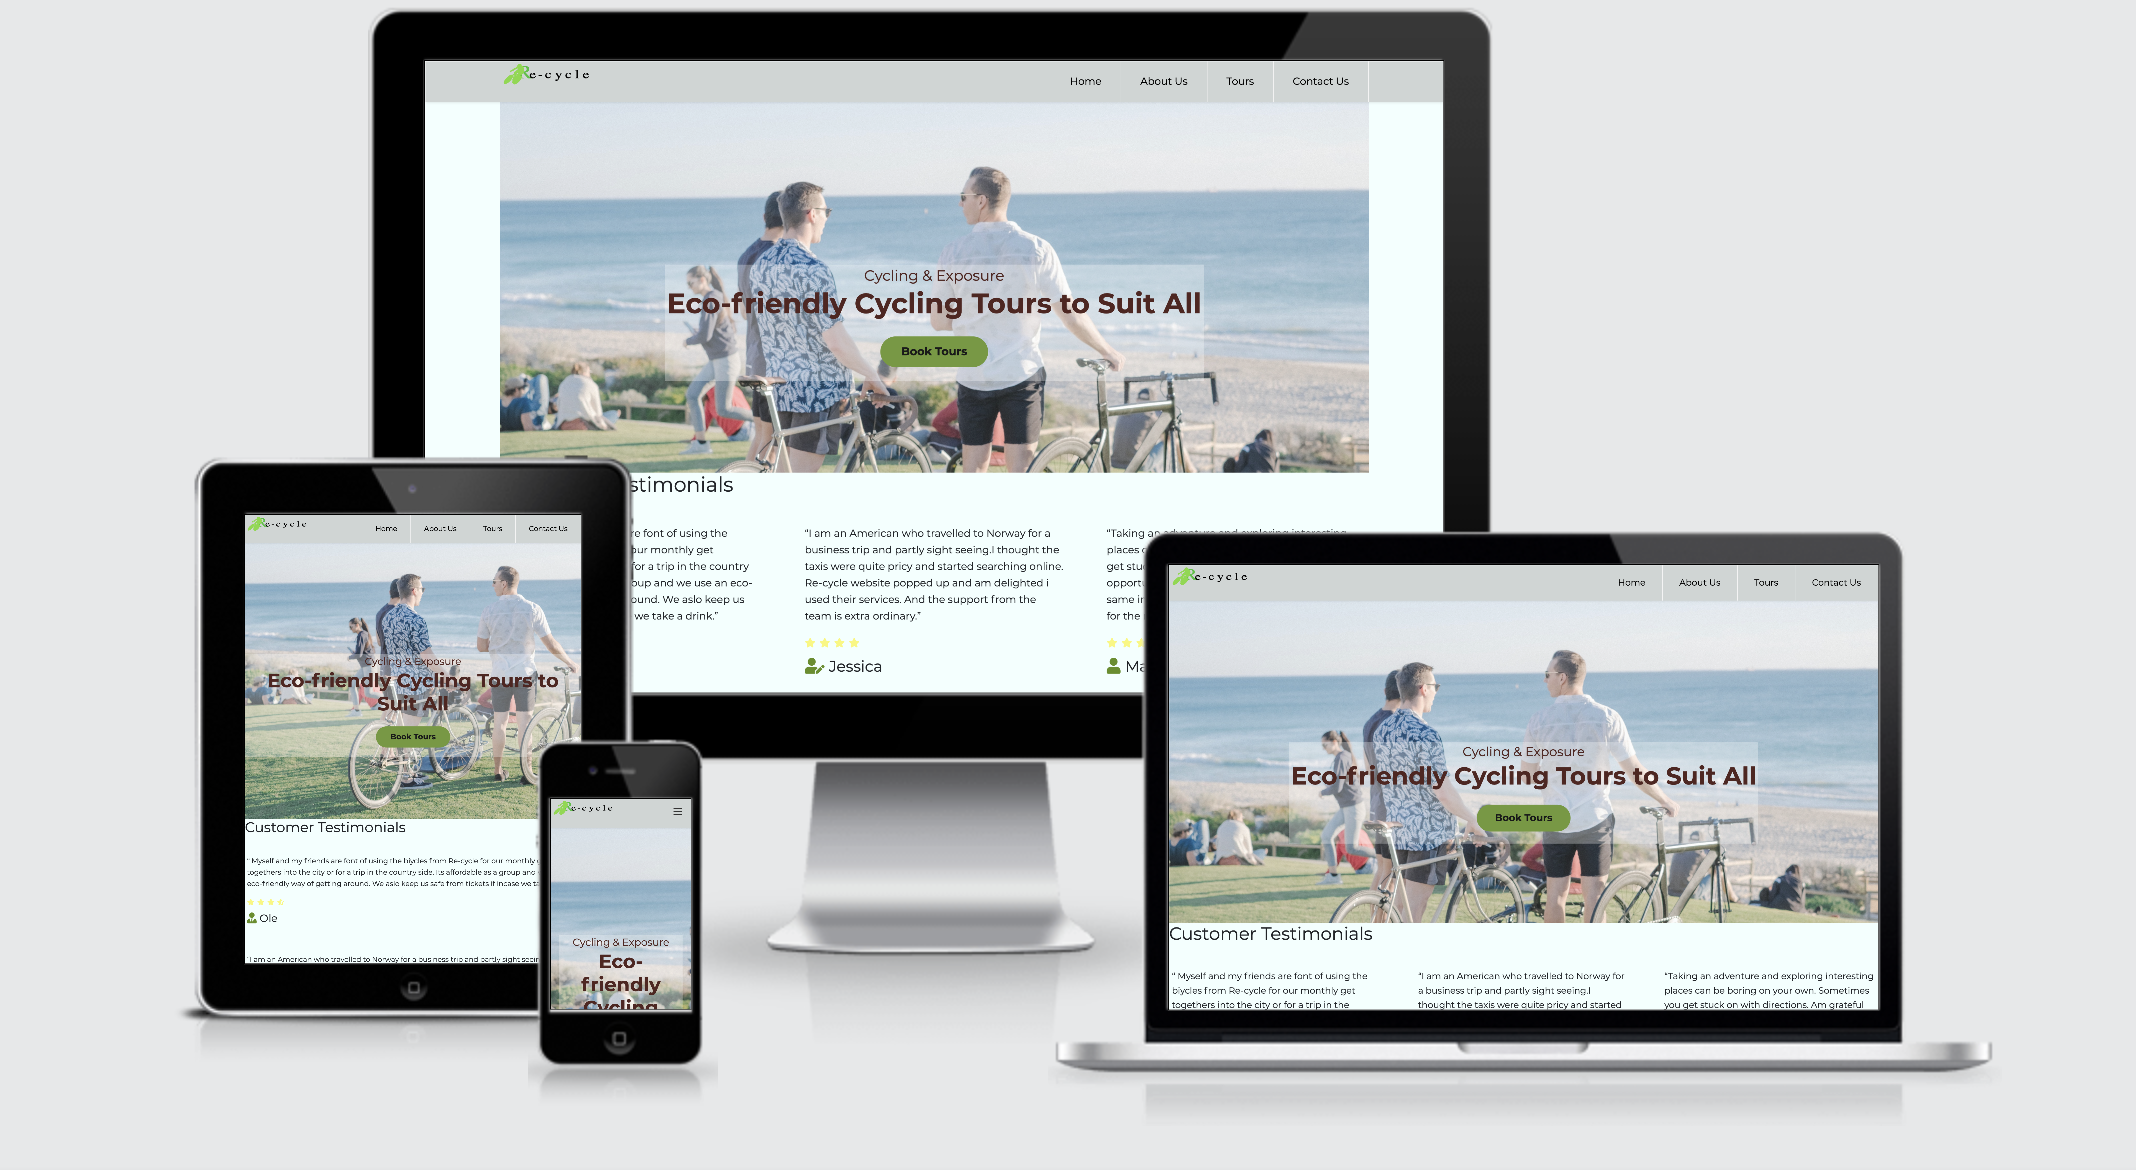 Re-cycle
Home About Us Tours Contact Us
Cycling & Exposure
Eco-friendly Cycling Tours to Suit All
Book Tours
stimonials
re font of using the
our monthly get
for a trip in the country
oup and we use an eco-
ound. We aslo keep us
we take a drink.”
“I am an American who travelled to Norway for a
business trip and partly sight seeing.I thought the
taxis were quite pricy and started searching online.
Re-cycle website popped up and am delighted i
used their services. And the support from the
team is extra ordinary.”
Jessica
“Taking an adventure and exploring interesting
places
get stu
opportu
same in
for the
Ma
Re-cycle
Home About Us Tours Contact Us
Cycling & Exposure
Eco-friendly Cycling Tours to
Suit All
Book Tours
Customer Testimonials
“ Myself and my friends are font of using the biycles from Re-cycle for our monthly
togethers into the city or for a trip in the country side. Its affordable as a group and
eco-friendly way of getting around. We aslo keep us safe from tickets if incase we ta
Ole
“I am an American who travelled to Norway for a business trip and partly sight seein
Re-cycle
Cycling & Exposure
Eco-
friendly
Cycling
Re-cycle
Home About Us Tours Contact Us
Cycling & Exposure
Eco-friendly Cycling Tours to Suit All
Book Tours
Customer Testimonials
“ Myself and my friends are font of using the
biycles from Re-cycle for our monthly get
togethers into the city or for a trip in the
“I am an American who travelled to Norway for
a business trip and partly sight seeing.I
thought the taxis were quite pricy and started
“Taking an adventure and exploring interesting
places can be boring on your own. Sometimes
you get stuck on with directions. Am grateful